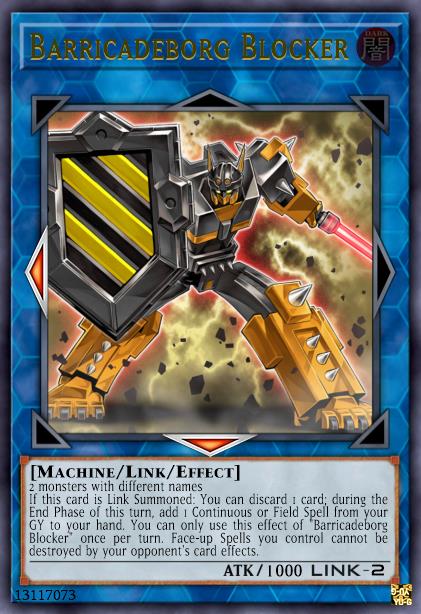 BARRICADEBORG BLOCKER
DARK
闇
[MACHINE/LINK/EFFECT]
2 monsters with different names
If this card is Link Summoned: You can discard 1 card; during the
End Phase of this turn, add 1 Continuous or Field Spell from your
GY to your hand. You can only use this effect of "Barricadeborg
Blocker" once per turn. Face-up Spells you control cannot be
destroyed by your opponent's card effects.
ATK/1000 LINK-2
13117073